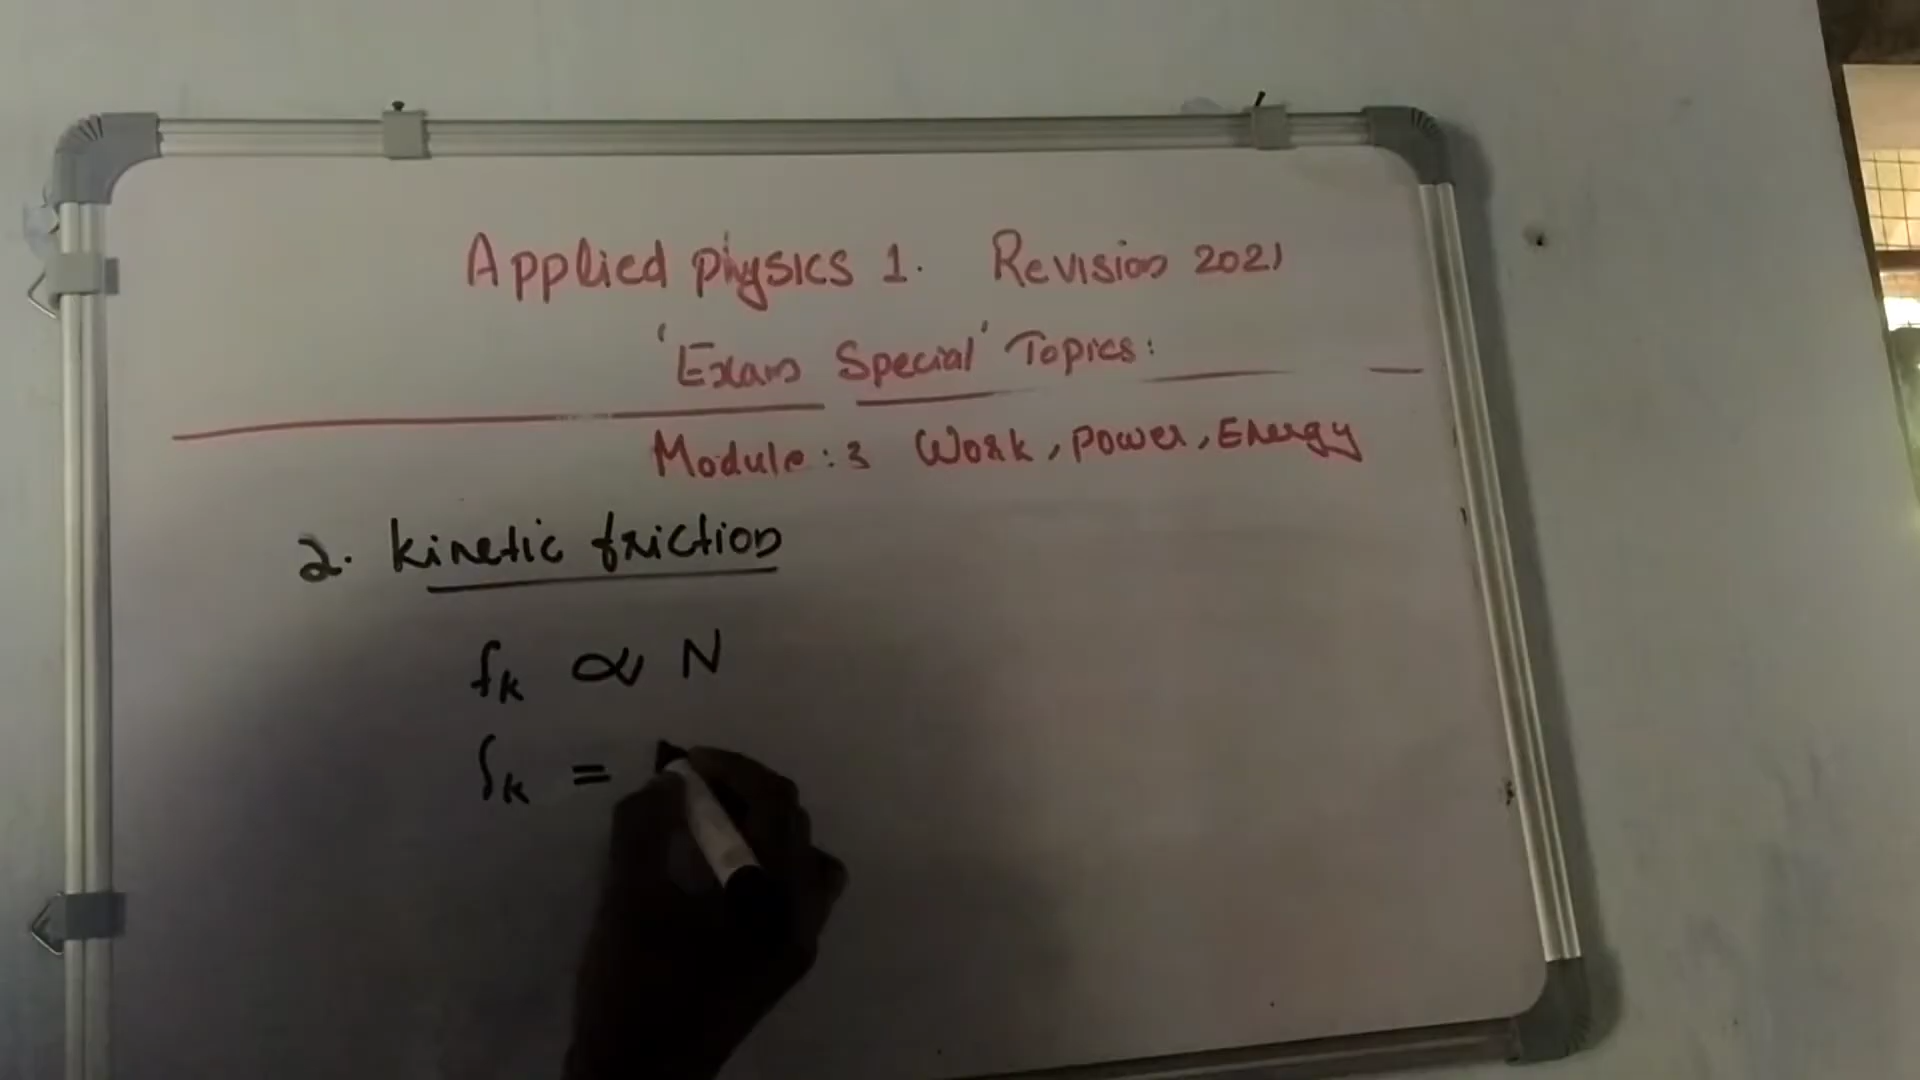 Applied Physics 1. Revision 2021
'Exam Special' Topics:
Module: 3 Work, Power, Energy
2. kinetic friction
fk ∝ N
fk =